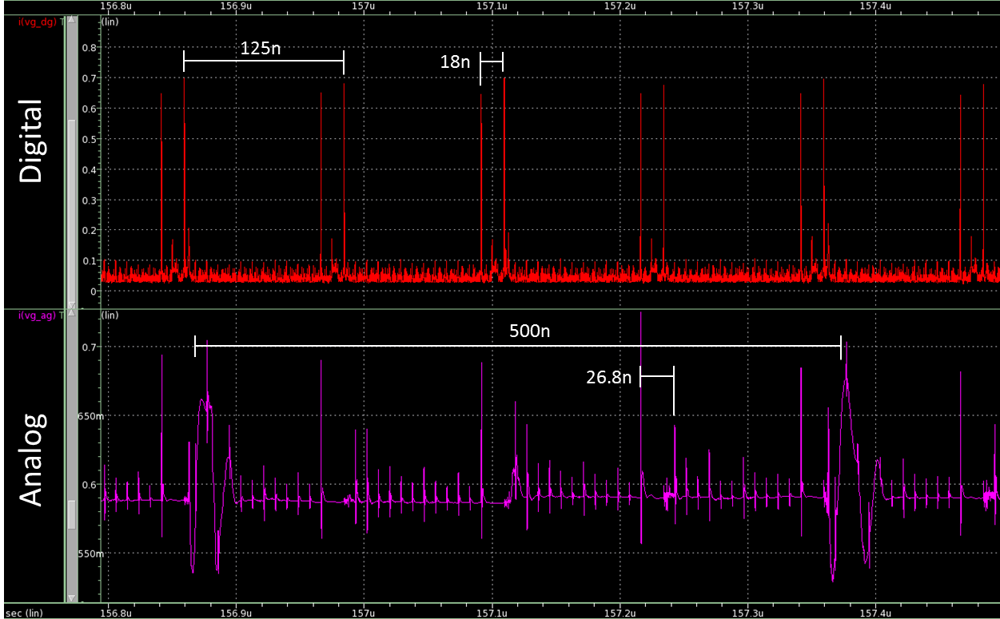 156.8u 156.9u 157u 157.1u 157.2u 157.3u 157.4u
i(vg_dg) T (lin)
125n
18n
0.8
0.7
0.6
0.5
0.4
0.3
0.2
0.1
0
Digital
i(vg_ag) T (lin)
500n
0.7
26.8n
650m
0.6
550m
Analog
sec (lin) 156.8u 156.9u 157u 157.1u 157.2u 157.3u 157.4u